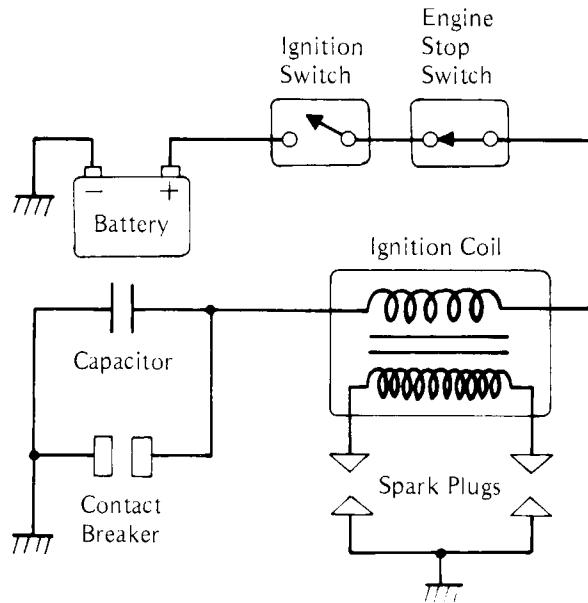 Engine
Stop
Switch
Ignition
Switch
− +
Battery
Ignition Coil
Capacitor
Spark Plugs
Contact
Breaker